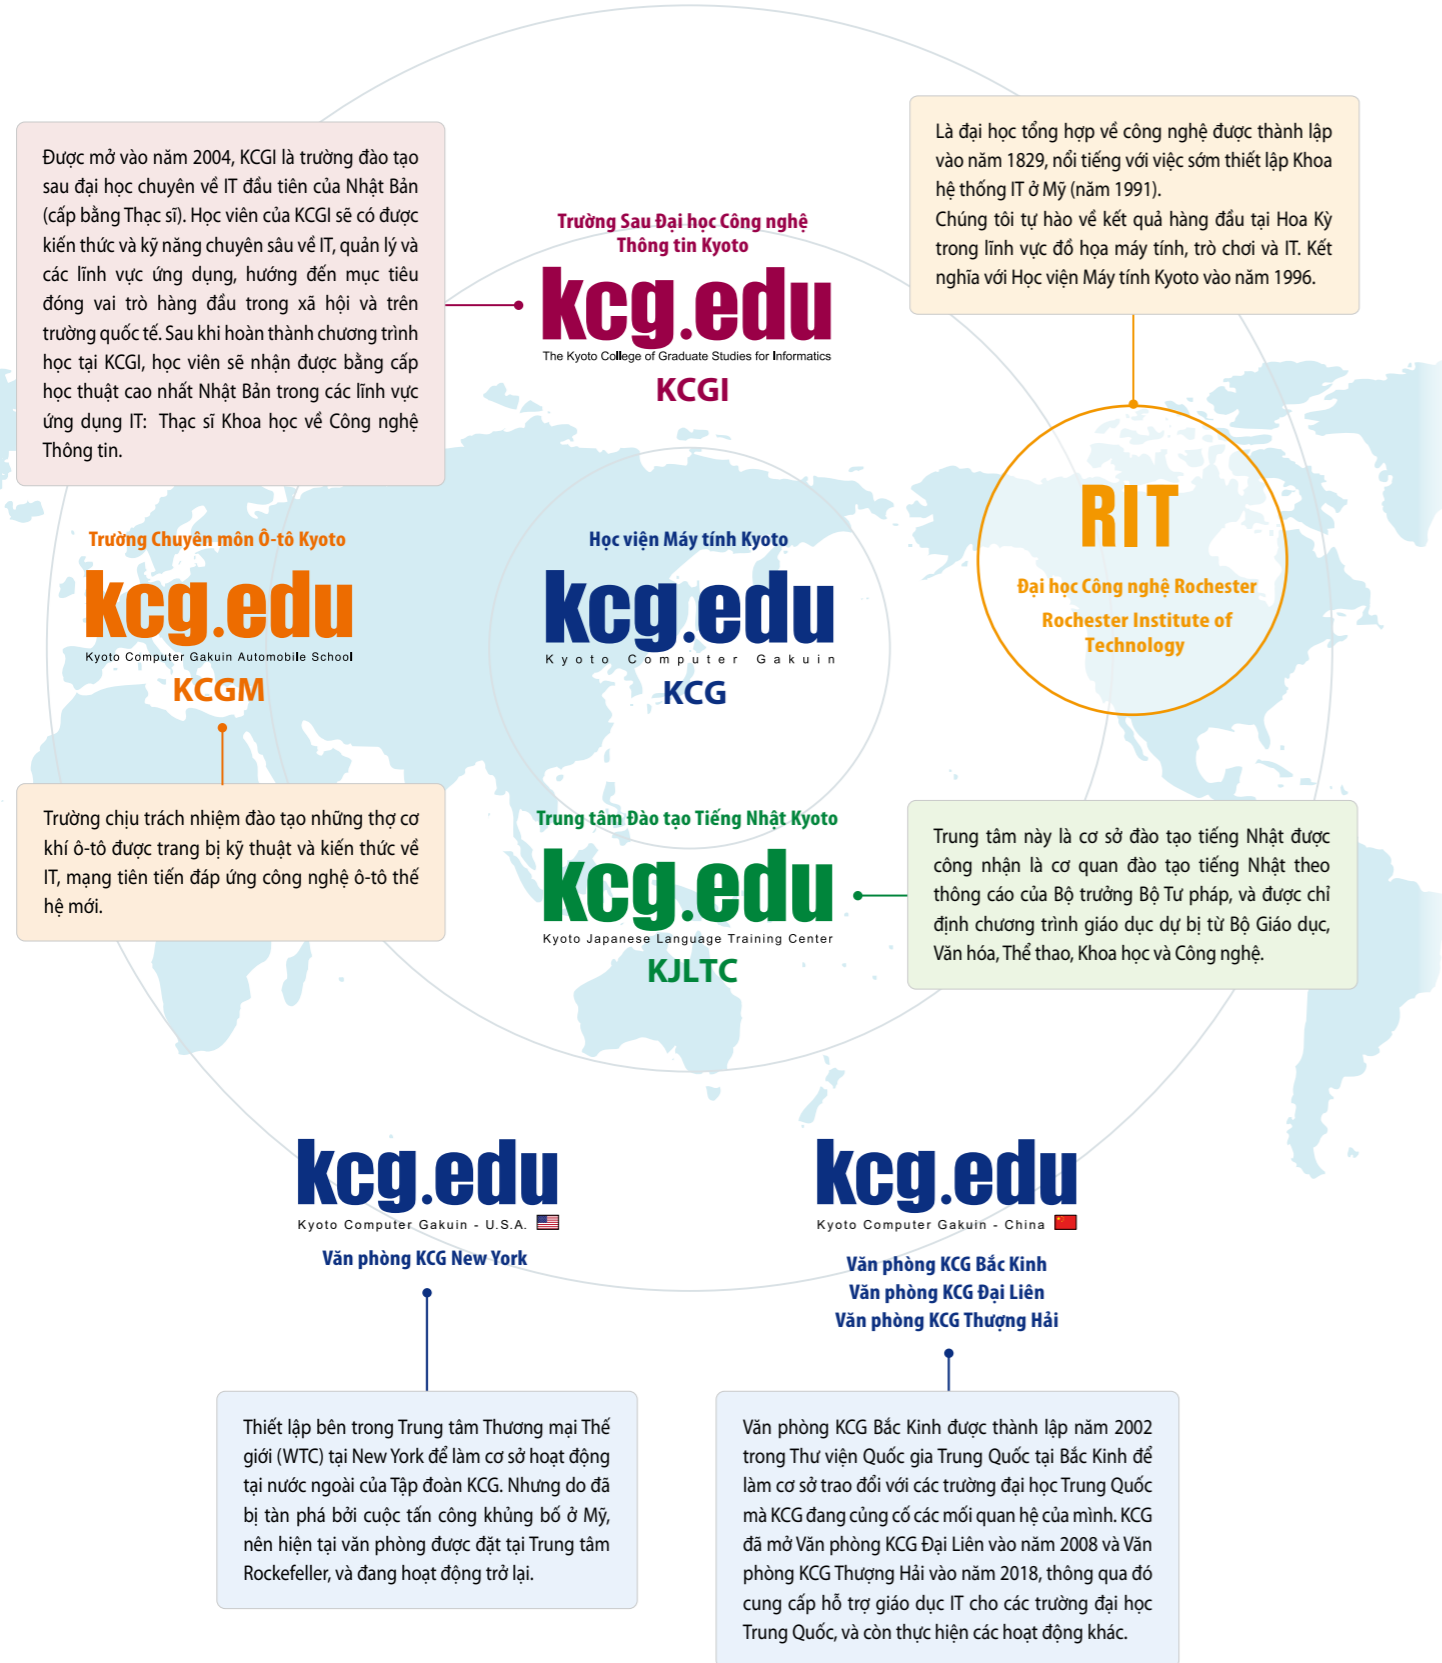 Được mở vào năm 2004, KCGI là trường đào tạo
sau đại học chuyên về IT đầu tiên của Nhật Bản
(cấp bằng Thạc sĩ). Học viên của KCGI sẽ có được
kiến thức và kỹ năng chuyên sâu về IT, quản lý và
các lĩnh vực ứng dụng, hướng đến mục tiêu
đóng vai trò hàng đầu trong xã hội và trên
trường quốc tế. Sau khi hoàn thành chương trình
học tại KCGI, học viên sẽ nhận được bằng cấp
học thuật cao nhất Nhật Bản trong các lĩnh vực
ứng dụng IT: Thạc sĩ Khoa học về Công nghệ
Thông tin.
Trường Sau Đại học Công nghệ
Thông tin Kyoto
kcg.edu
The Kyoto College of Graduate Studies for Informatics
KCGI
Là đại học tổng hợp về công nghệ được thành lập
vào năm 1829, nổi tiếng với việc sớm thiết lập Khoa
hệ thống IT ở Mỹ (năm 1991).
Chúng tôi tự hào về kết quả hàng đầu tại Hoa Kỳ
trong lĩnh vực đồ họa máy tính, trò chơi và IT. Kết
nghĩa với Học viện Máy tính Kyoto vào năm 1996.
Trường Chuyên môn Ô-tô Kyoto
kcg.edu
Kyoto Computer Gakuin Automobile School
KCGM
Học viện Máy tính Kyoto
kcg.edu
Kyoto Computer Gakuin
KCG
RIT
Đại học Công nghệ Rochester
Rochester Institute of
Technology
Trường chịu trách nhiệm đào tạo những thợ cơ
khí ô-tô được trang bị kỹ thuật và kiến thức về
IT, mạng tiên tiến đáp ứng công nghệ ô-tô thế
hệ mới.
Trung tâm Đào tạo Tiếng Nhật Kyoto
kcg.edu
Kyoto Japanese Language Training Center
KJLTC
Trung tâm này là cơ sở đào tạo tiếng Nhật được
công nhận là cơ quan đào tạo tiếng Nhật theo
thông cáo của Bộ trưởng Bộ Tư pháp, và được chỉ
định chương trình giáo dục dự bị từ Bộ Giáo dục,
Văn hóa, Thể thao, Khoa học và Công nghệ.
kcg.edu
Kyoto Computer Gakuin - U.S.A.
Văn phòng KCG New York
kcg.edu
Kyoto Computer Gakuin - China
Văn phòng KCG Bắc Kinh
Văn phòng KCG Đại Liên
Văn phòng KCG Thượng Hải
Thiết lập bên trong Trung tâm Thương mại Thế
giới (WTC) tại New York để làm cơ sở hoạt động
tại nước ngoài của Tập đoàn KCG. Nhưng do đã
bị tàn phá bởi cuộc tấn công khủng bố ở Mỹ,
nên hiện tại văn phòng được đặt tại Trung tâm
Rockefeller, và đang hoạt động trở lại.
Văn phòng KCG Bắc Kinh được thành lập năm 2002
trong Thư viện Quốc gia Trung Quốc tại Bắc Kinh để
làm cơ sở trao đổi với các trường đại học Trung Quốc
mà KCG đang củng cố các mối quan hệ của mình. KCG
đã mở Văn phòng KCG Đại Liên vào năm 2008 và Văn
phòng KCG Thượng Hải vào năm 2018, thông qua đó
cung cấp hỗ trợ giáo dục IT cho các trường đại học
Trung Quốc, và còn thực hiện các hoạt động khác.